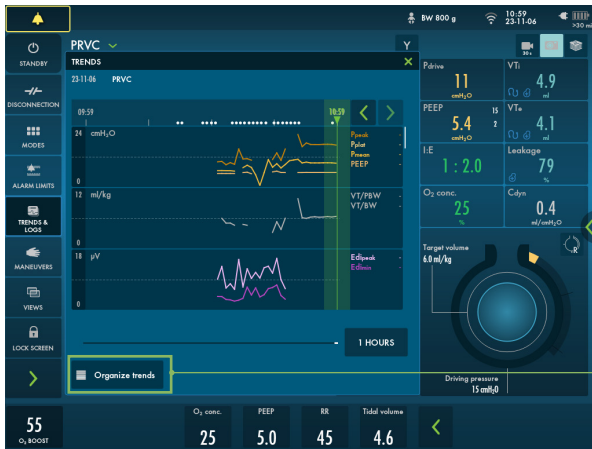 BW 800 g
10:59
23-11-06
>30 mi
STANDBY
DISCONNECTION
MODES
ALARM LIMITS
TRENDS &
LOGS
MANEUVERS
VIEWS
LOCK SCREEN
PRVC
Y
TRENDS
23-11-06 PRVC
09:59 10:59
24 cmH₂O
0
Ppeak -
Pplat -
Pmean -
PEEP -
12 ml/kg
0
VT/PBW -
VT/BW -
18 µV
0
Edipeak -
Edimin -
1 HOURS
Organize trends
30 s
Pdrive
11
cmH₂O
VTi
4.9
ml
PEEP
15
5.4
2
cmH₂O
VTe
4.1
ml
I:E
1 : 2.0
Leakage
79
%
O₂ conc.
25
%
Cdyn
0.4
ml/cmH₂O
Target volume
6.0 ml/kg
R
Driving pressure
15 cmH₂O
55
O₂ BOOST
O₂ conc.
25
PEEP
5.0
RR
45
Tidal volume
4.6